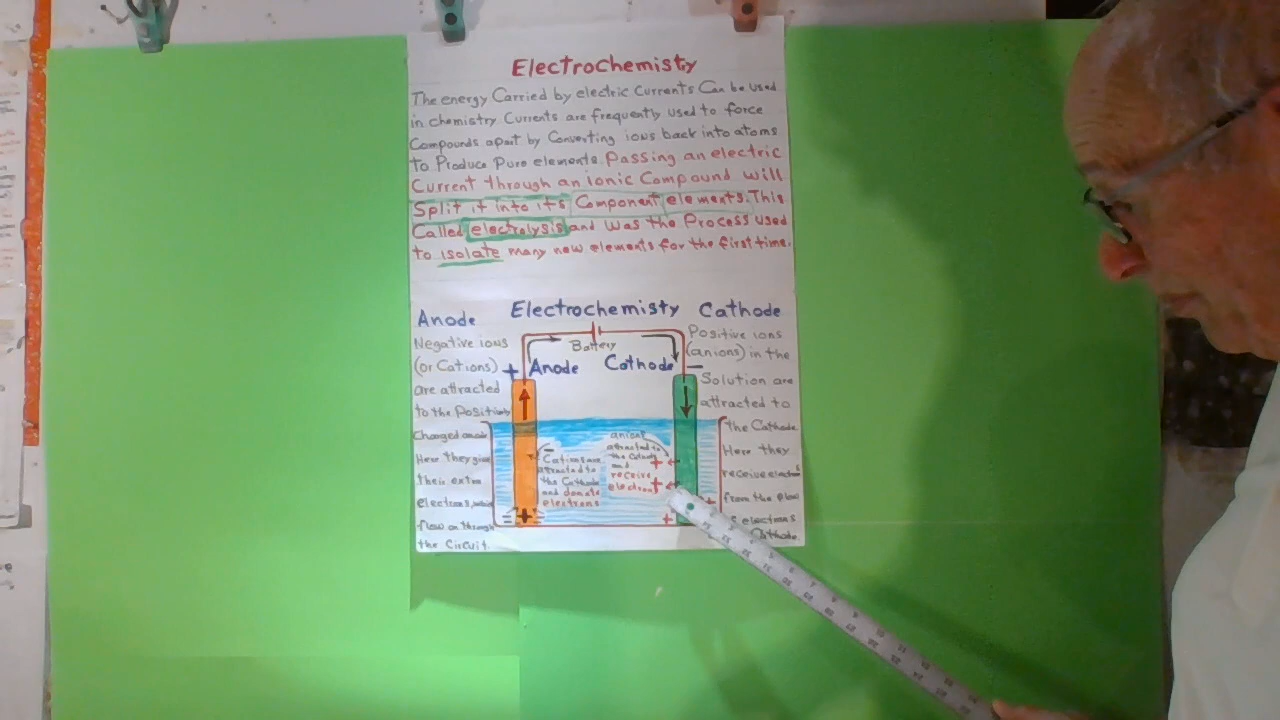 Electrochemisty
The energy Carried by electric Currents Can be used
in chemistry Currents are frequently used to force
Compounds apart by Converting ions back into atoms
to Produce Pure elements. Passing an electric
Current through an ionic Compound will
Split it into its Component elements. This
Called electrolysis and was the Process used
to isolate many new elements for the first time.
Electrochemisty
Anode
Negative ions
(or Cations)
are attracted
to the Positively
Charged anode
Here they give
their extra
electrons, which
flow on through
the Circuit.
Battery
+ Anode
Cathode −
Cations are
attracted to
the Cathode
and donate
electrons
anions
attracted to
the Cathode
and
receive
electrons
Cathode
Positive ions
(anions) in the
Solution are
attracted to
the Cathode.
Here they
receive electrons
from the
electrons
Cathode.